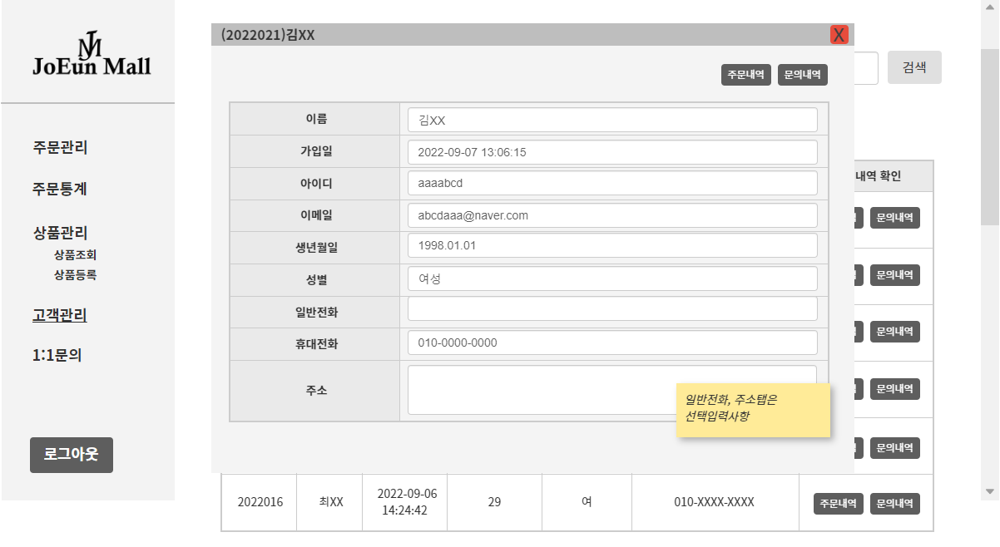 JM
JoEun Mall
주문관리
주문통계
상품관리
상품조회
상품등록
고객관리
1:1문의
로그아웃
(2022021)김XX
X
검색
주문내역 문의내역
이름 김XX
가입일 2022-09-07 13:06:15
아이디 aaaabcd
이메일 abcdaaa@naver.com
생년월일 1998.01.01
성별 여성
일반전화
휴대전화 010-0000-0000
주소
일반전화, 주소탭은
선택입력사항
내역 확인
문의내역
문의내역
문의내역
문의내역
문의내역
2022016 최XX 2022-09-06 14:24:42 29 여 010-XXXX-XXXX 주문내역 문의내역